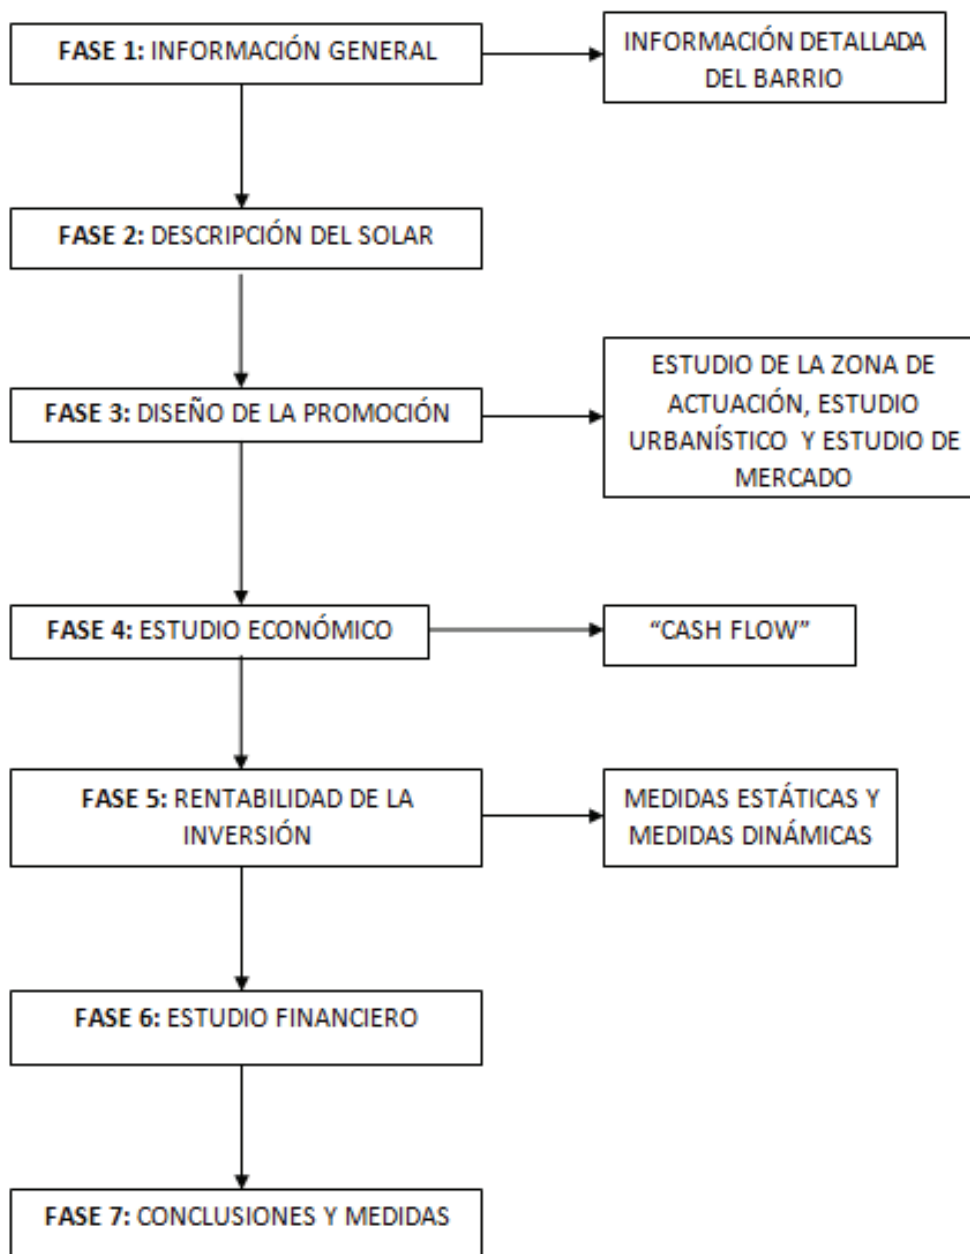 FASE 1: INFORMACIÓN GENERAL
INFORMACIÓN DETALLADA
DEL BARRIO
FASE 2: DESCRIPCIÓN DEL SOLAR
FASE 3: DISEÑO DE LA PROMOCIÓN
ESTUDIO DE LA ZONA DE
ACTUACIÓN, ESTUDIO
URBANÍSTICO Y ESTUDIO DE
MERCADO
FASE 4: ESTUDIO ECONÓMICO
“CASH FLOW”
FASE 5: RENTABILIDAD DE LA
INVERSIÓN
MEDIDAS ESTÁTICAS Y
MEDIDAS DINÁMICAS
FASE 6: ESTUDIO FINANCIERO
FASE 7: CONCLUSIONES Y MEDIDAS